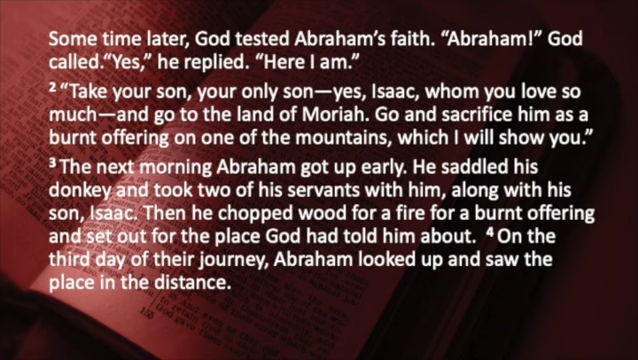 Some time later, God tested Abraham’s faith. “Abraham!” God
called.“Yes,” he replied. “Here I am.”
2 “Take your son, your only son—yes, Isaac, whom you love so
much—and go to the land of Moriah. Go and sacrifice him as a
burnt offering on one of the mountains, which I will show you.”
3 The next morning Abraham got up early. He saddled his
donkey and took two of his servants with him, along with his
son, Isaac. Then he chopped wood for a fire for a burnt offering
and set out for the place God had told him about. 4 On the
third day of their journey, Abraham looked up and saw the
place in the distance.